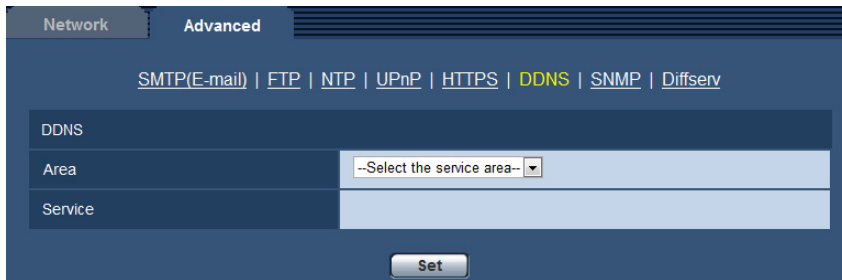 Network Advanced
SMTP(E-mail) | FTP | NTP | UPnP | HTTPS | DDNS | SNMP | Diffserv
DDNS
Area --Select the service area--
Service
Set